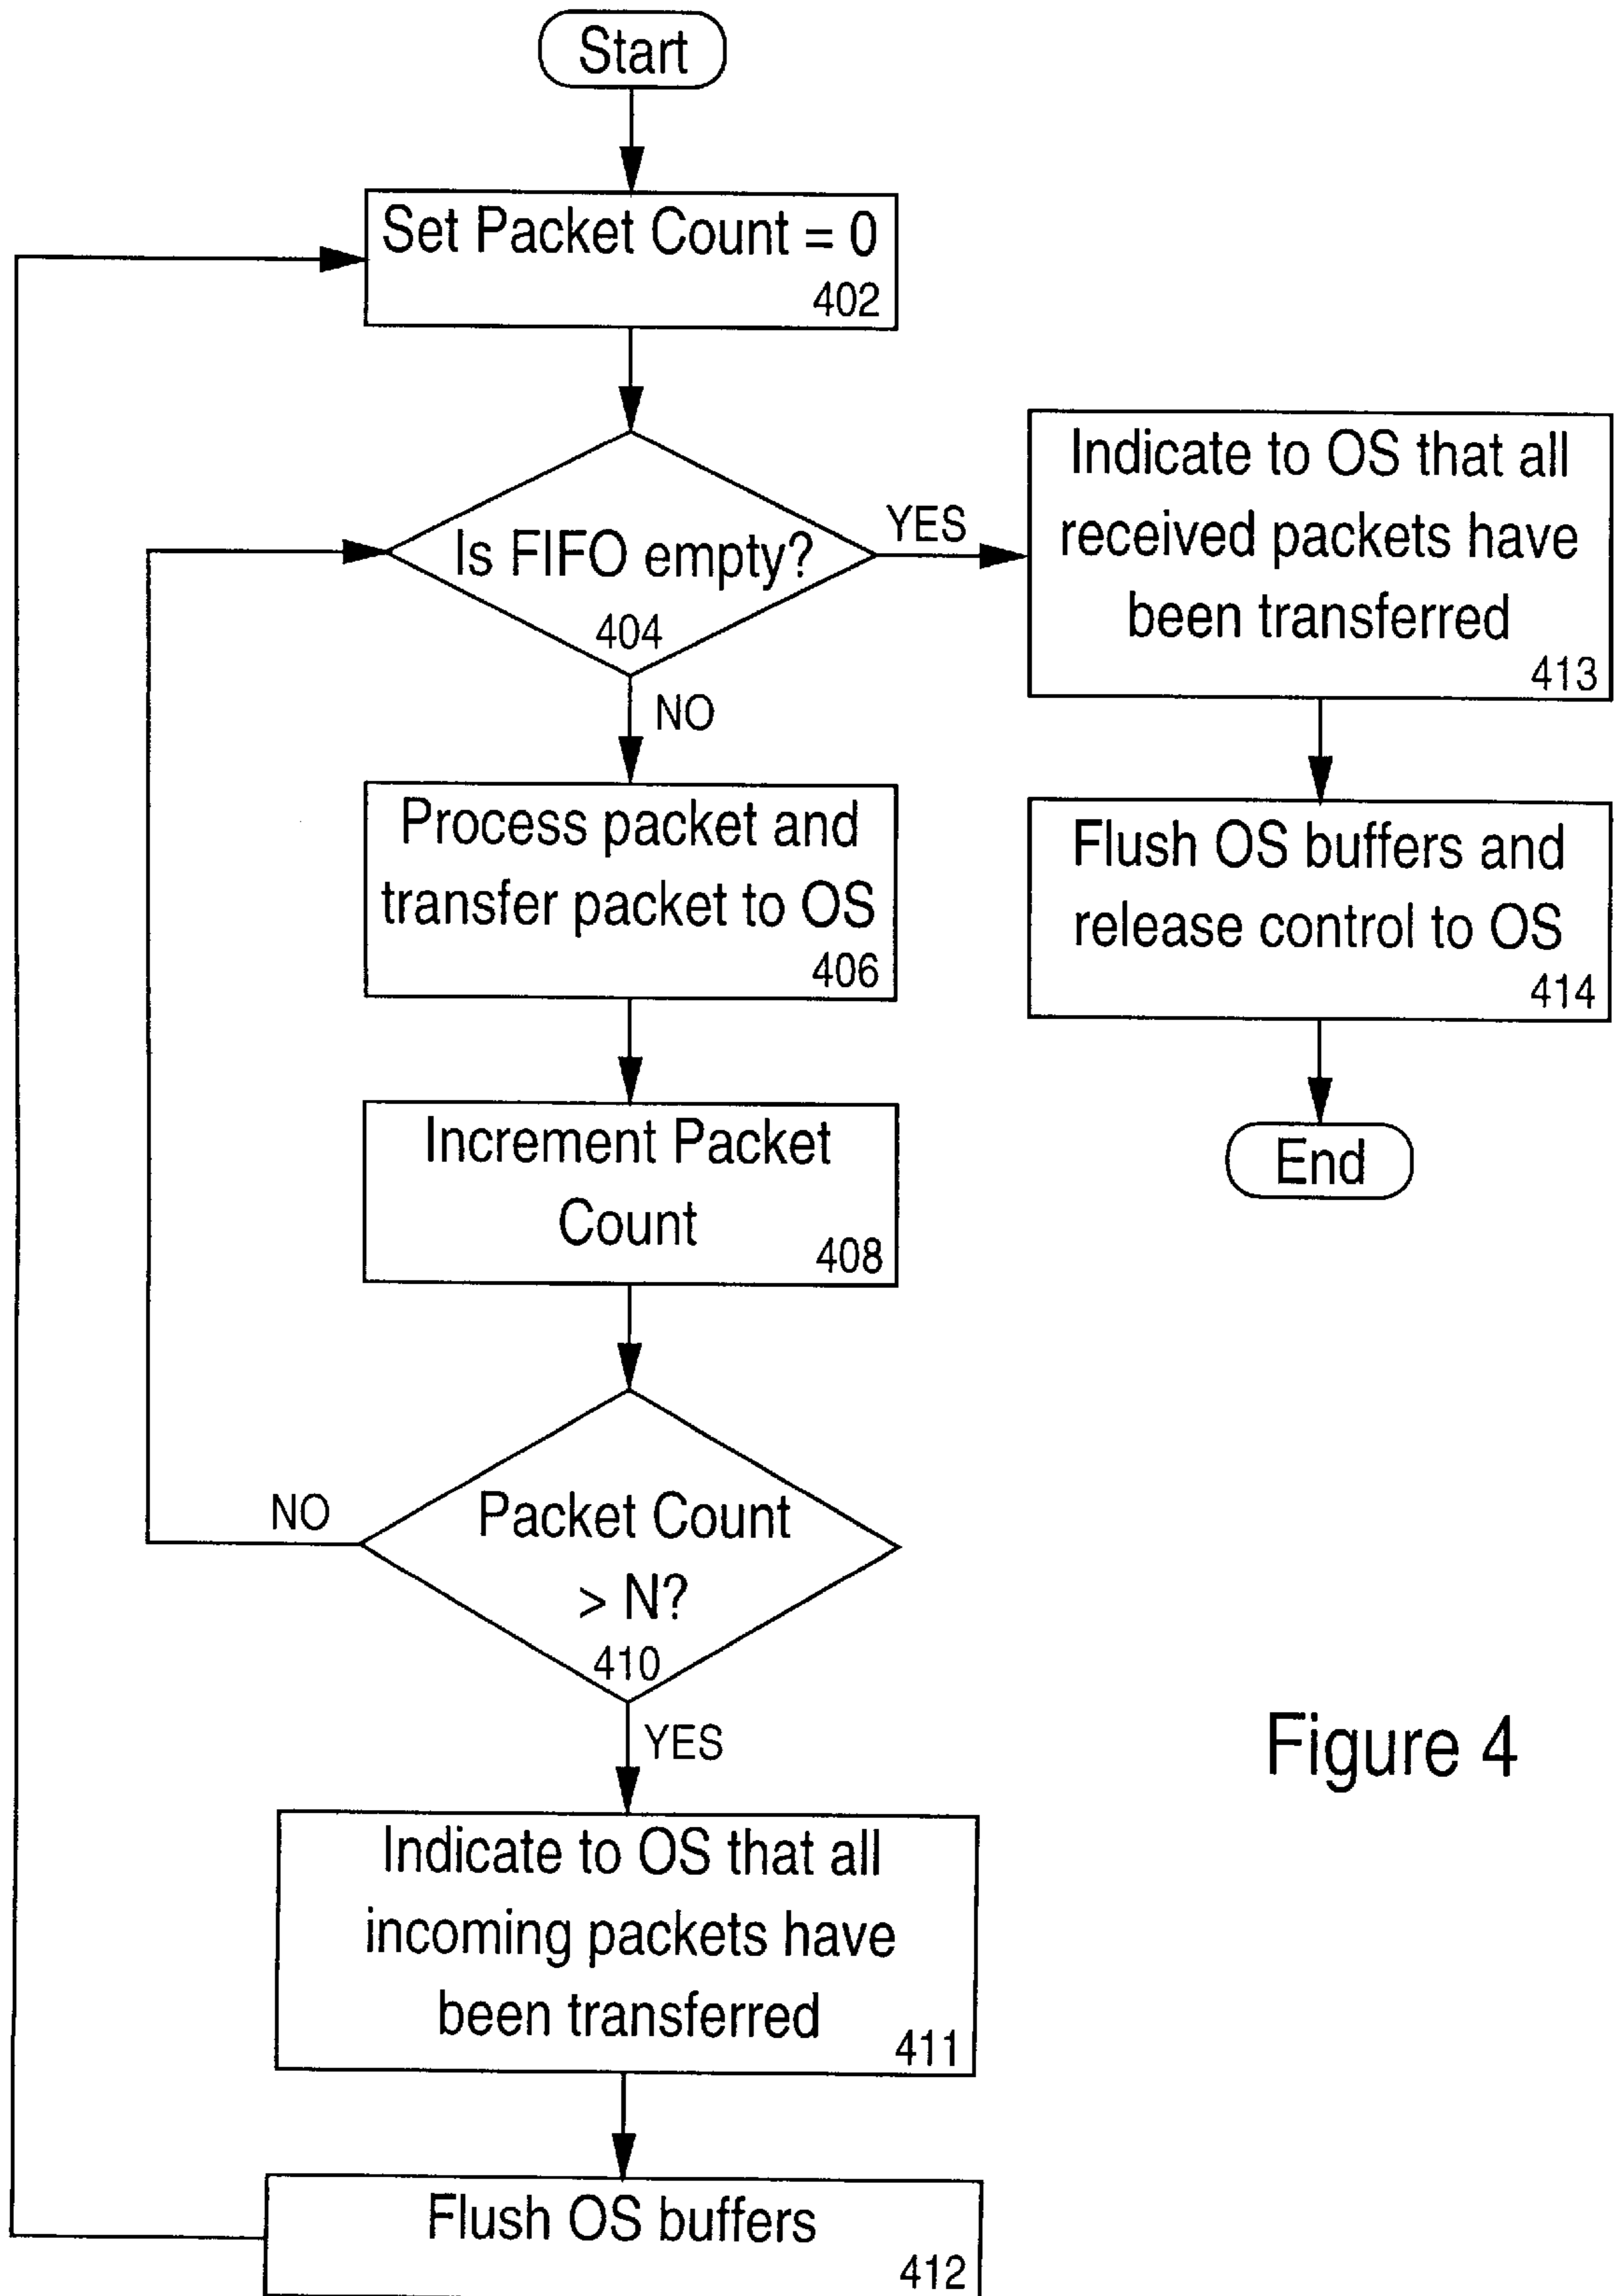 Start
Set Packet Count = 0
402
Is FIFO empty?
404
YES
NO
Indicate to OS that all
received packets have
been transferred
413
Process packet and
transfer packet to OS
406
Flush OS buffers and
release control to OS
414
Increment Packet
Count
408
End
Packet Count
> N?
410
NO
YES
Indicate to OS that all
incoming packets have
been transferred
411
Flush OS buffers
412
Figure 4